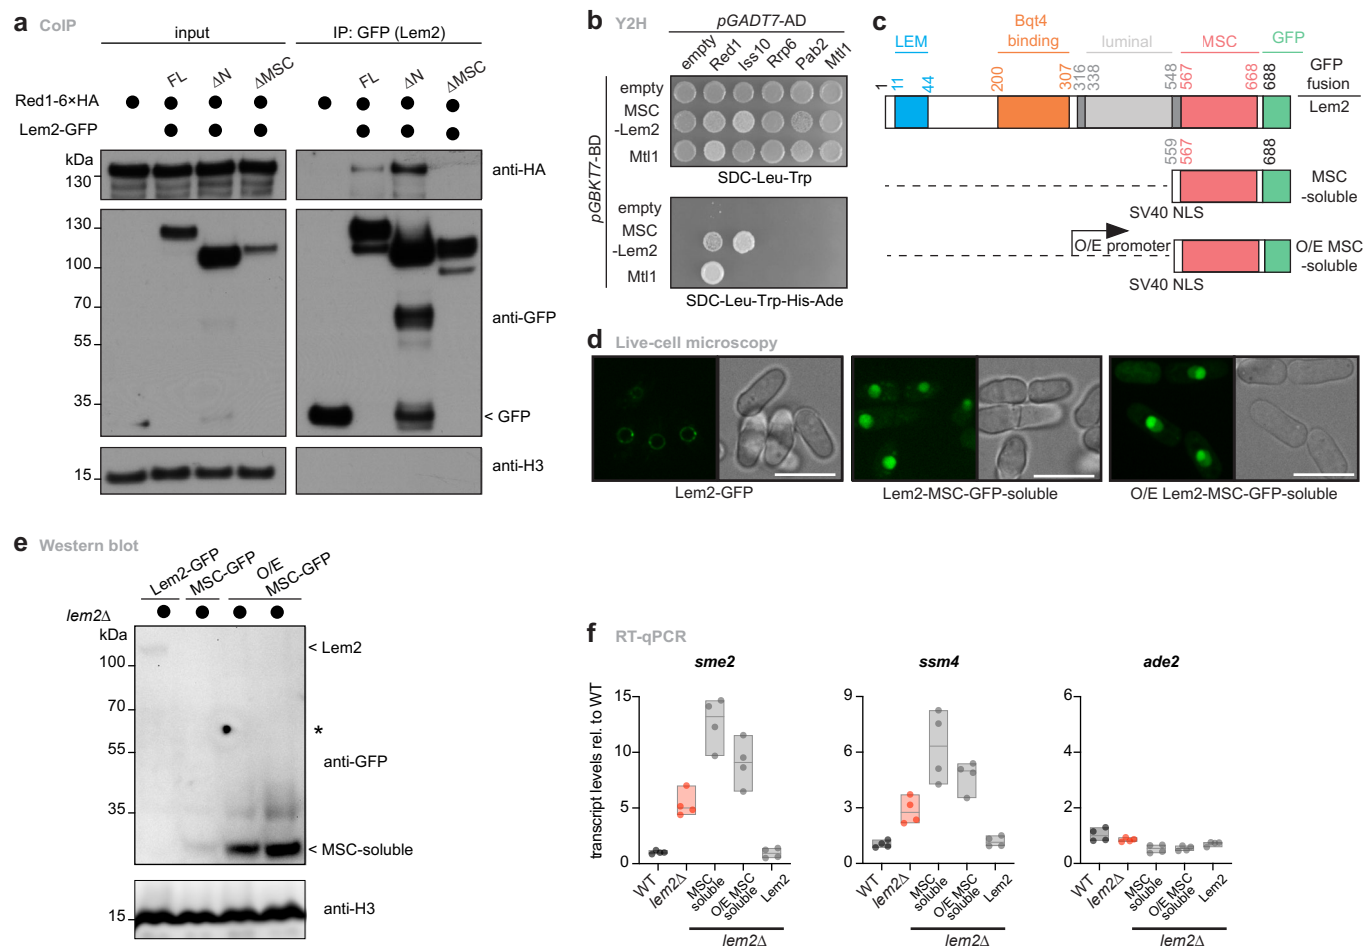 a CoIP
input
IP: GFP (Lem2)
FL ΔN ΔMSC
FL ΔN ΔMSC
Red1-6×HA
Lem2-GFP
kDa
130
anti-HA
130
100
70
55
35
anti-GFP
< GFP
15
anti-H3
b Y2H
pGADT7-AD
empty Red1 Iss10 Rrp6 Pab2 Mtl1
pGBKT7-BD
empty
MSC
-Lem2
Mtl1
SDC-Leu-Trp
empty
MSC
-Lem2
Mtl1
SDC-Leu-Trp-His-Ade
c
LEM
Bqt4
binding
luminal
MSC
GFP
1 11 44 200 307 316 338 548 567 668 688
GFP
fusion
Lem2
559 567 688
MSC
-soluble
SV40 NLS
O/E promoter
O/E MSC
-soluble
SV40 NLS
d Live-cell microscopy
Lem2-GFP
Lem2-MSC-GFP-soluble
O/E Lem2-MSC-GFP-soluble
e Western blot
Lem2-GFP
MSC-GFP
O/E
MSC-GFP
lem2Δ
kDa
100
70
55
35
< Lem2
*
anti-GFP
< MSC-soluble
15
anti-H3
f RT-qPCR
transcript levels rel. to WT
sme2
15
10
5
0
WT
lem2Δ
MSC
soluble
O/E MSC
soluble
Lem2
lem2Δ
ssm4
9
6
3
0
WT
lem2Δ
MSC
soluble
O/E MSC
soluble
Lem2
lem2Δ
ade2
6
4
2
0
WT
lem2Δ
MSC
soluble
O/E MSC
soluble
Lem2
lem2Δ